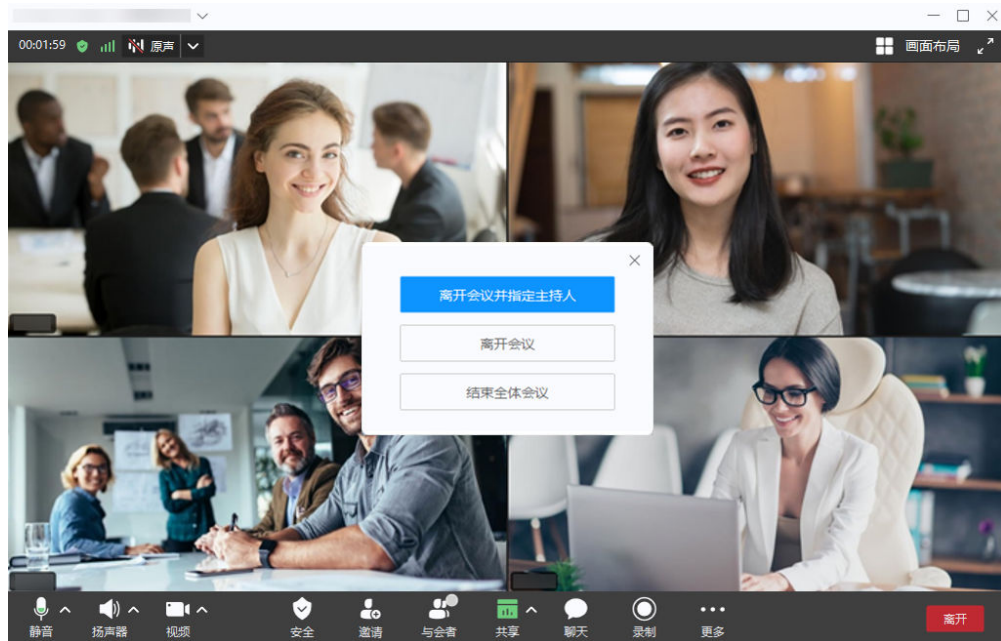 00:01:59 原声 画面布局
离开会议并指定主持人
离开会议
结束全体会议
静音 扬声器 视频 安全 邀请 与会者 共享 聊天 录制 更多 离开